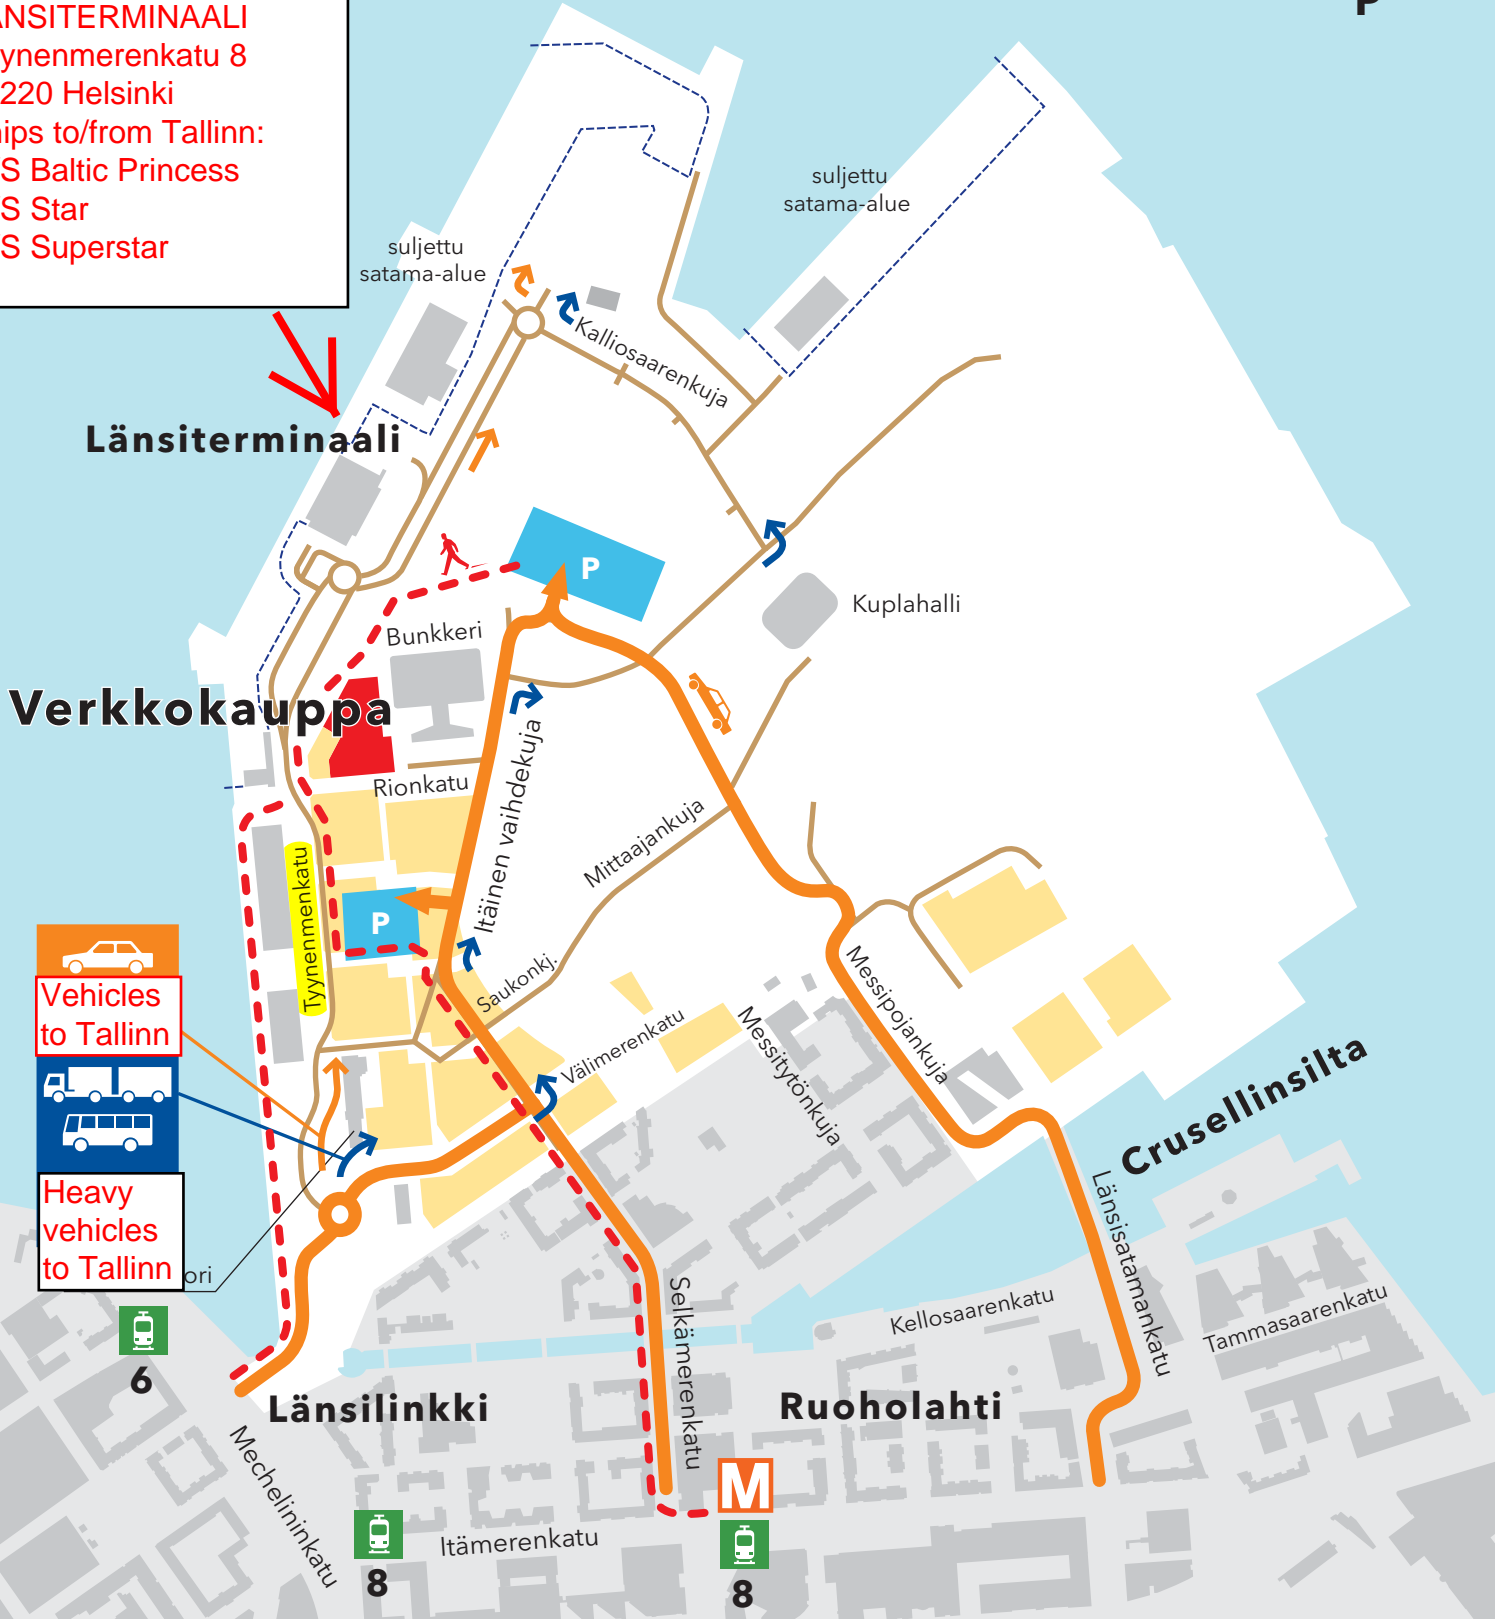 P
ÄNSITERMINAALI
ynenmerenkatu 8
220 Helsinki
ips to/from Tallinn:
S Baltic Princess
S Star
S Superstar
suljettu
satama-alue
suljettu
satama-alue
Kalliosaarenkuja
Länsiterminaali
P
Kuplahalli
Bunkkeri
Verkkokauppa
Rionkatu
Itäinen vaihdekuja
Mittaajankuja
Tyynenmenkatu
P
Saukonkj.
Välimerenkatu
Messitytönkuja
Messipojankuja
Crusellinsilta
Vehicles
to Tallinn
Heavy
vehicles
to Tallinn
ori
6
Länsilinkki
Selkämerenkatu
Kellosaarenkatu
Länsisatamankatu
Tammasaarenkatu
Ruoholahti
Mechelininkatu
M
Itämerenkatu
8
8